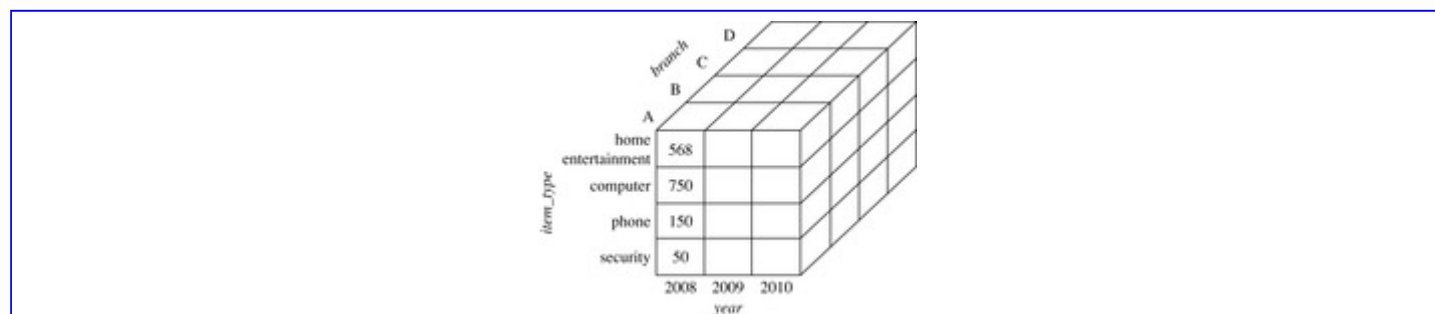 D
branch
C
B
A
home
entertainment 568
computer 750
item_type
phone 150
security 50
2008 2009 2010
year